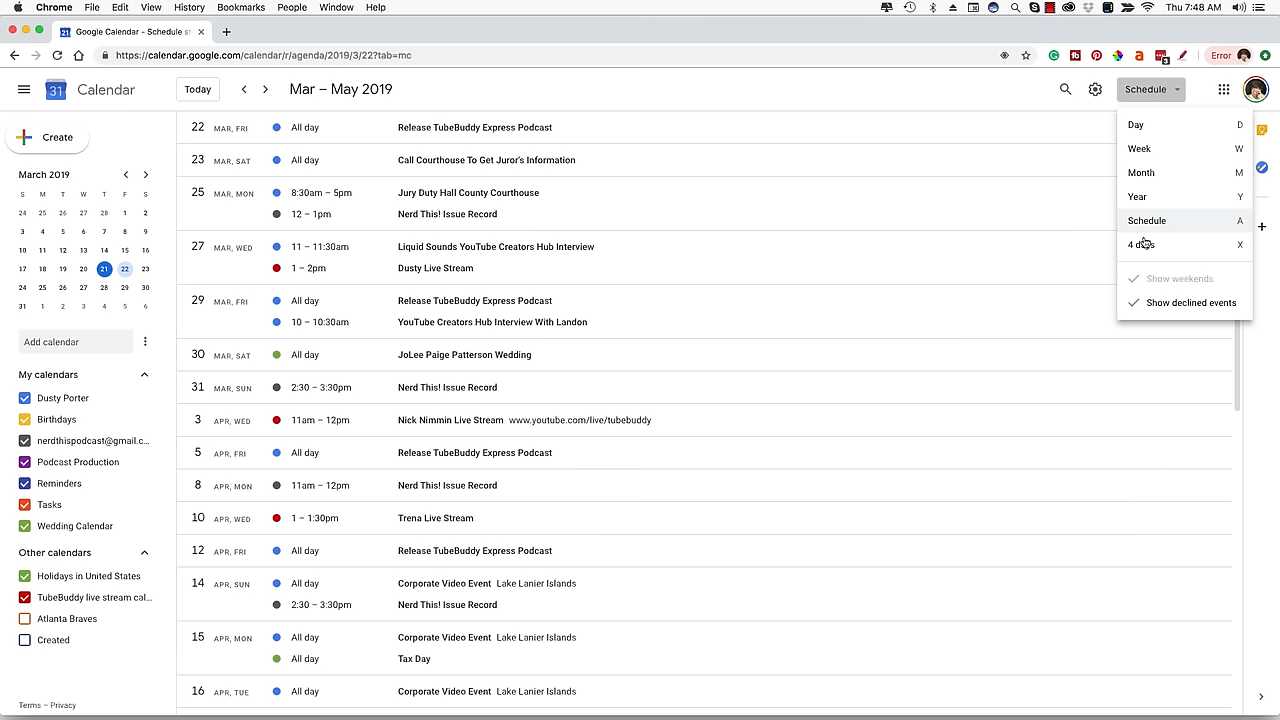 Chrome File Edit View History Bookmarks People Window Help Thu 7:48 AM
31 Google Calendar - Schedule st
https://calendar.google.com/calendar/r/agenda/2019/3/22?tab=mc
3 Error
31 Calendar Today Mar – May 2019 Schedule
Create
March 2019
S M T W T F S
24 25 26 27 28 1 2
3 4 5 6 7 8 9
10 11 12 13 14 15 16
17 18 19 20 21 22 23
24 25 26 27 28 29 30
31 1 2 3 4 5 6
Add calendar
My calendars
Dusty Porter
Birthdays
nerdthispodcast@gmail.c...
Podcast Production
Reminders
Tasks
Wedding Calendar
Other calendars
Holidays in United States
TubeBuddy live stream cal...
Atlanta Braves
Created
Terms – Privacy
22 MAR, FRI All day Release TubeBuddy Express Podcast
23 MAR, SAT All day Call Courthouse To Get Juror's Information
25 MAR, MON 8:30am – 5pm Jury Duty Hall County Courthouse
12 – 1pm Nerd This! Issue Record
27 MAR, WED 11 – 11:30am Liquid Sounds YouTube Creators Hub Interview
1 – 2pm Dusty Live Stream
29 MAR, FRI All day Release TubeBuddy Express Podcast
10 – 10:30am YouTube Creators Hub Interview With Landon
30 MAR, SAT All day JoLee Paige Patterson Wedding
31 MAR, SUN 2:30 – 3:30pm Nerd This! Issue Record
3 APR, WED 11am – 12pm Nick Nimmin Live Stream www.youtube.com/live/tubebuddy
5 APR, FRI All day Release TubeBuddy Express Podcast
8 APR, MON 11am – 12pm Nerd This! Issue Record
10 APR, WED 1 – 1:30pm Trena Live Stream
12 APR, FRI All day Release TubeBuddy Express Podcast
14 APR, SUN All day Corporate Video Event Lake Lanier Islands
2:30 – 3:30pm Nerd This! Issue Record
15 APR, MON All day Corporate Video Event Lake Lanier Islands
All day Tax Day
16 APR, TUE All day Corporate Video Event Lake Lanier Islands
Day D
Week W
Month M
Year Y
Schedule A
4 days X
Show weekends
Show declined events